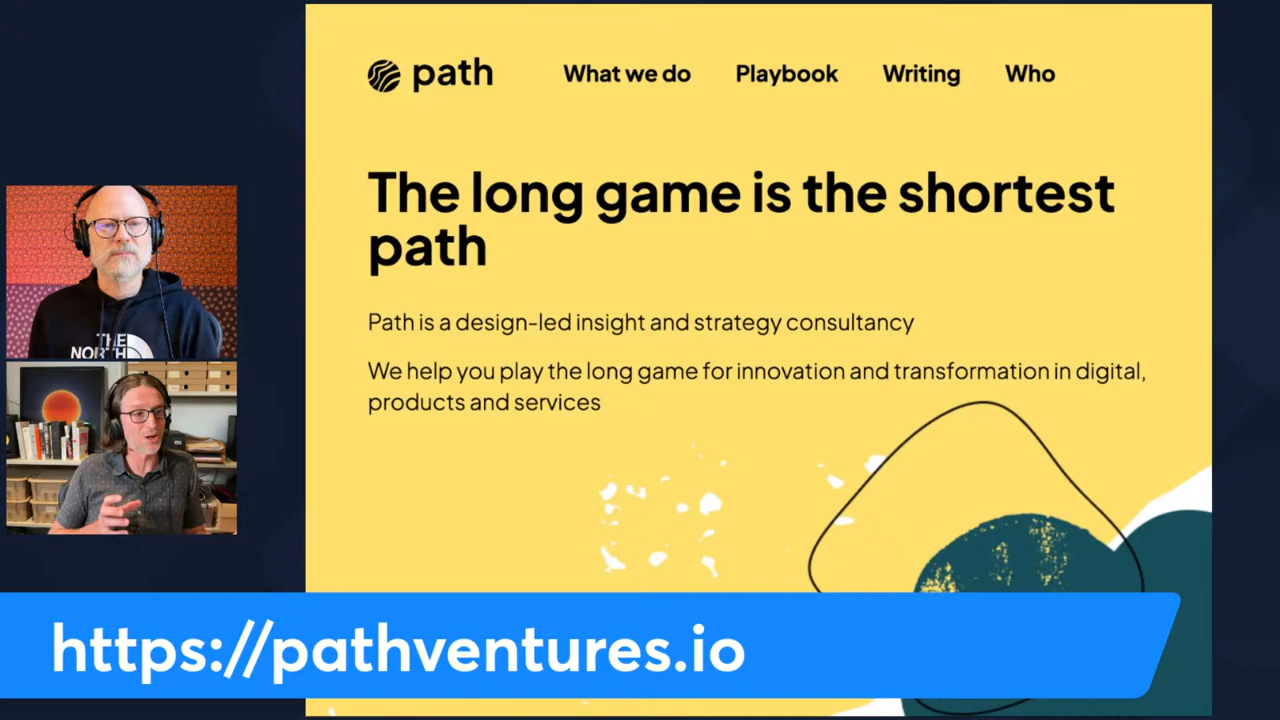 path
What we do
Playbook
Writing
Who
The long game is the shortest
path
Path is a design-led insight and strategy consultancy
We help you play the long game for innovation and transformation in digital,
products and services
THE
NORTH
https://pathventures.io